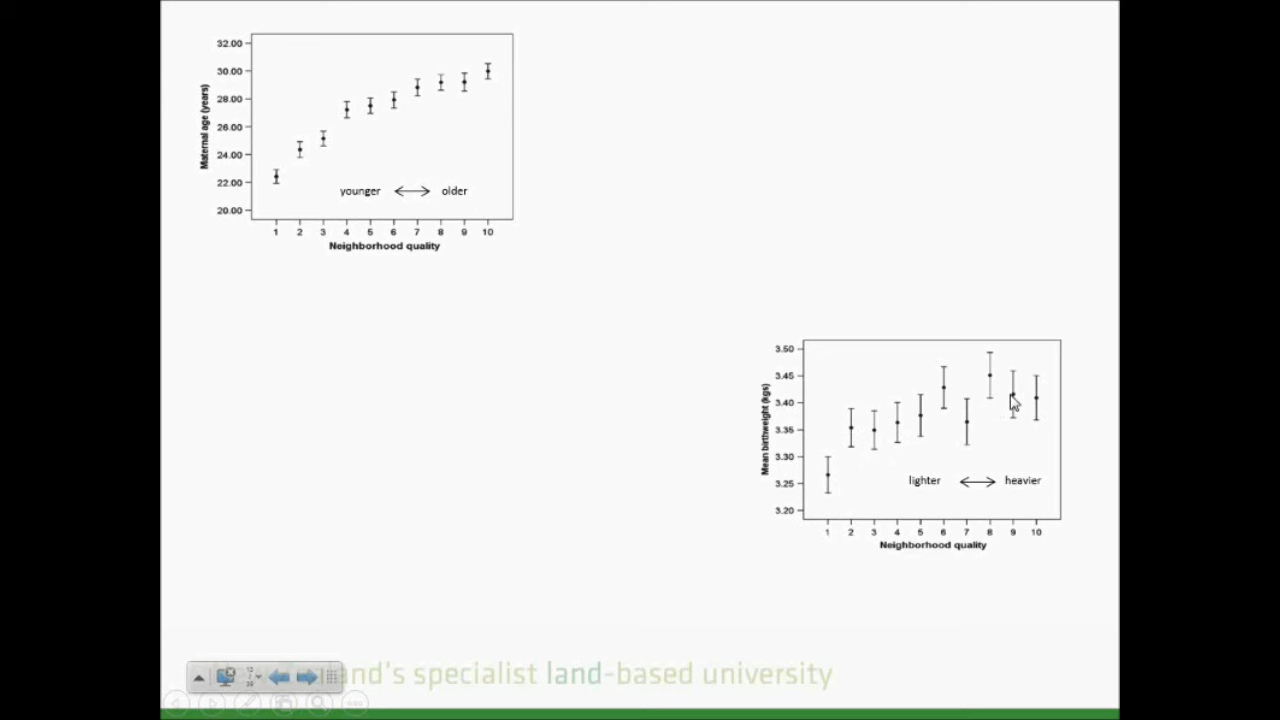 32.00
30.00
28.00
26.00
24.00
22.00
20.00
Maternal age (years)
younger older
1 2 3 4 5 6 7 8 9 10
Neighborhood quality
3.50
3.45
3.40
3.35
3.30
3.25
3.20
Mean birthweight (kgs)
lighter heavier
1 2 3 4 5 6 7 8 9 10
Neighborhood quality
land's specialist land-based university